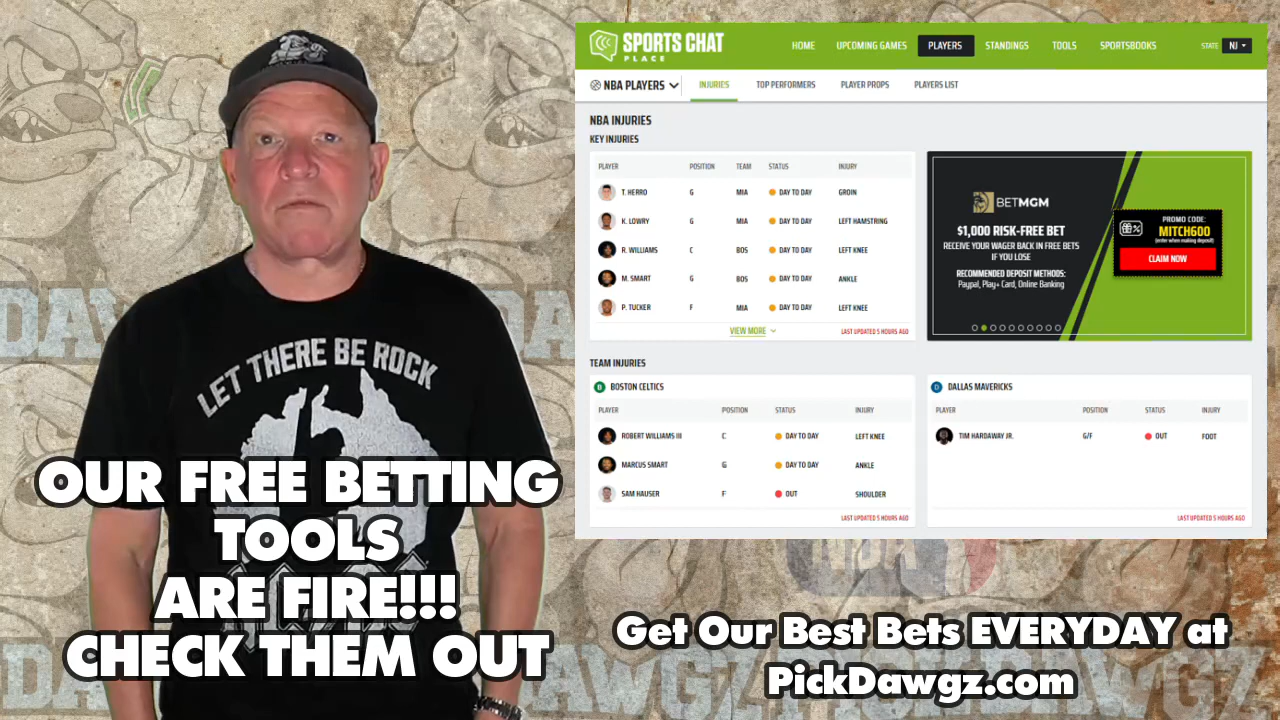 SPORTS CHAT
PLACE
HOME
UPCOMING GAMES
PLAYERS
STANDINGS
TOOLS
SPORTSBOOKS
STATE
NJ
NBA PLAYERS
INJURIES
TOP PERFORMERS
PLAYER PROPS
PLAYERS LIST
NBA INJURIES
KEY INJURIES
PLAYER POSITION TEAM STATUS INJURY
T. HERRO G MIA DAY TO DAY GROIN
K. LOWRY G MIA DAY TO DAY LEFT HAMSTRING
R. WILLIAMS C BOS DAY TO DAY LEFT KNEE
M. SMART G BOS DAY TO DAY ANKLE
P. TUCKER F MIA DAY TO DAY LEFT KNEE
VIEW MORE
LAST UPDATED 5 HOURS AGO
BETMGM
$1,000 RISK-FREE BET
RECEIVE YOUR WAGER BACK IN FREE BETS
IF YOU LOSE
RECOMMENDED DEPOSIT METHODS:
Paypal, Play+ Card, Online Banking
PROMO CODE:
MITCH600
(enter when making deposit)
CLAIM NOW
TEAM INJURIES
BOSTON CELTICS
PLAYER POSITION STATUS INJURY
ROBERT WILLIAMS III C DAY TO DAY LEFT KNEE
MARCUS SMART G DAY TO DAY ANKLE
SAM HAUSER F OUT SHOULDER
LAST UPDATED 5 HOURS AGO
DALLAS MAVERICKS
PLAYER POSITION STATUS INJURY
TIM HARDAWAY JR. G/F OUT FOOT
LAST UPDATED 5 HOURS AGO
LET THERE BE ROCK
OUR FREE BETTING
TOOLS
ARE FIRE!!!
CHECK THEM OUT
Get Our Best Bets EVERYDAY at
PickDawgz.com